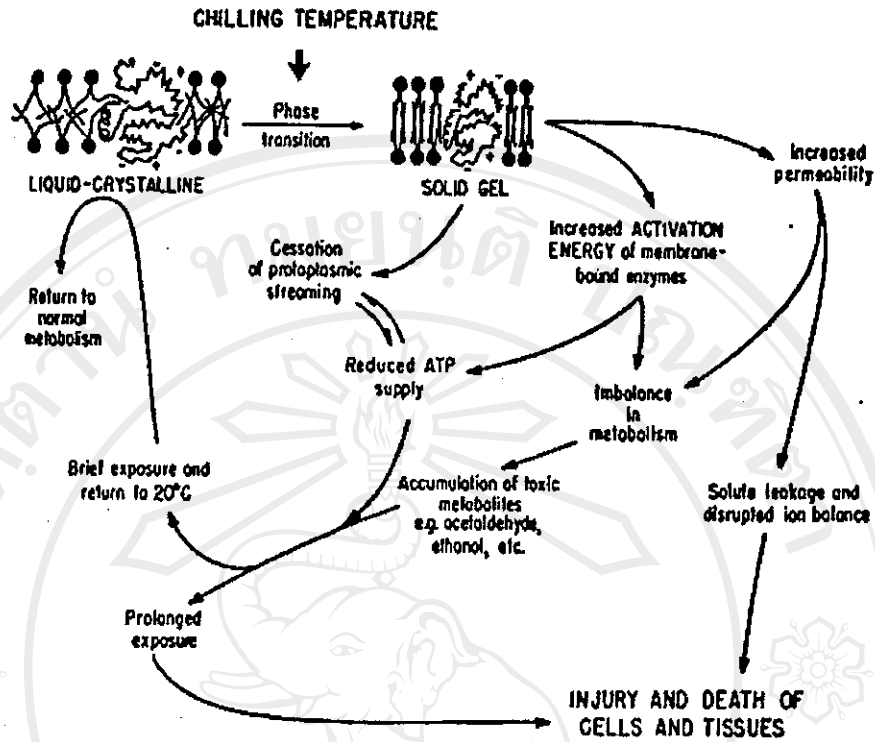 CHILLING TEMPERATURE
Phase
transition
LIQUID-CRYSTALLINE
SOLID GEL
Increased
permeability
Increased ACTIVATION
ENERGY of membrane-
bound enzymes
Cessation
of protoplasmic
streaming
Return to
normal
metabolism
Reduced ATP
supply
Imbalance
in
metabolism
Brief exposure and
return to 20°C
Accumulation of toxic
metabolites
e.g. acetaldehyde,
ethanol, etc.
Solute leakage and
disrupted ion balance
Prolonged
exposure
INJURY AND DEATH OF
CELLS AND TISSUES